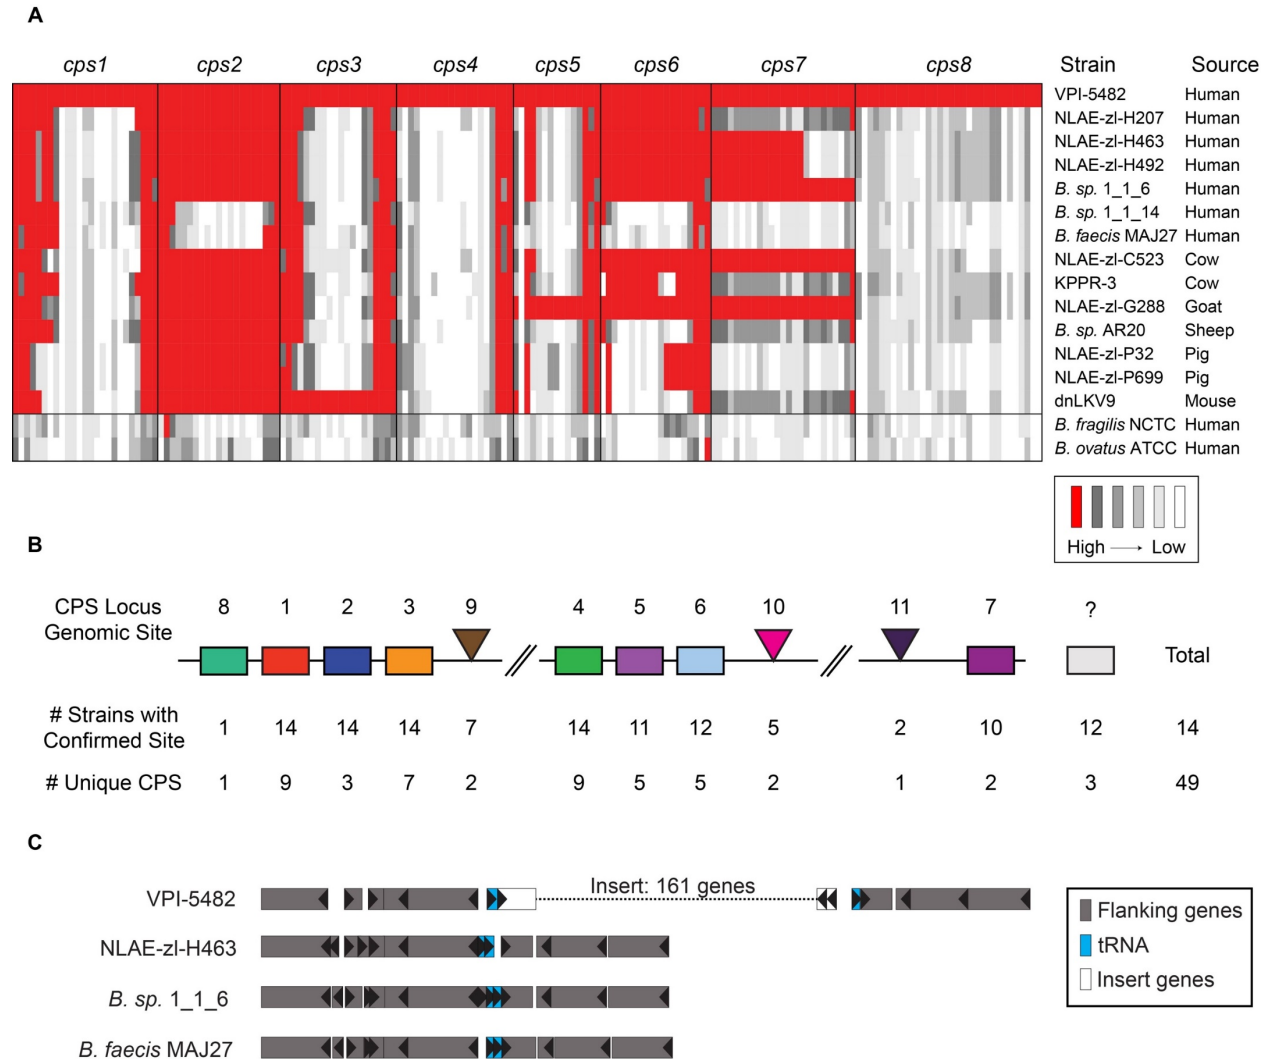 A
cps1 cps2 cps3 cps4 cps5 cps6 cps7 cps8 Strain Source
VPI-5482 Human
NLAE-zl-H207 Human
NLAE-zl-H463 Human
NLAE-zl-H492 Human
B. sp. 1_1_6 Human
B. sp. 1_1_14 Human
B. faecis MAJ27 Human
NLAE-zl-C523 Cow
KPPR-3 Cow
NLAE-zl-G288 Goat
B. sp. AR20 Sheep
NLAE-zl-P32 Pig
NLAE-zl-P699 Pig
dnLKV9 Mouse
B. fragilis NCTC Human
B. ovatus ATCC Human
High → Low
B
CPS Locus
Genomic Site
8 1 2 3 9 4 5 6 10 11 7 ?
Total
# Strains with
Confirmed Site
1 14 14 14 7 14 11 12 5 2 10 12 14
# Unique CPS 1 9 3 7 2 9 5 5 2 1 2 3 49
C
VPI-5482 Insert: 161 genes
NLAE-zl-H463
B. sp. 1_1_6
B. faecis MAJ27
Flanking genes
tRNA
Insert genes